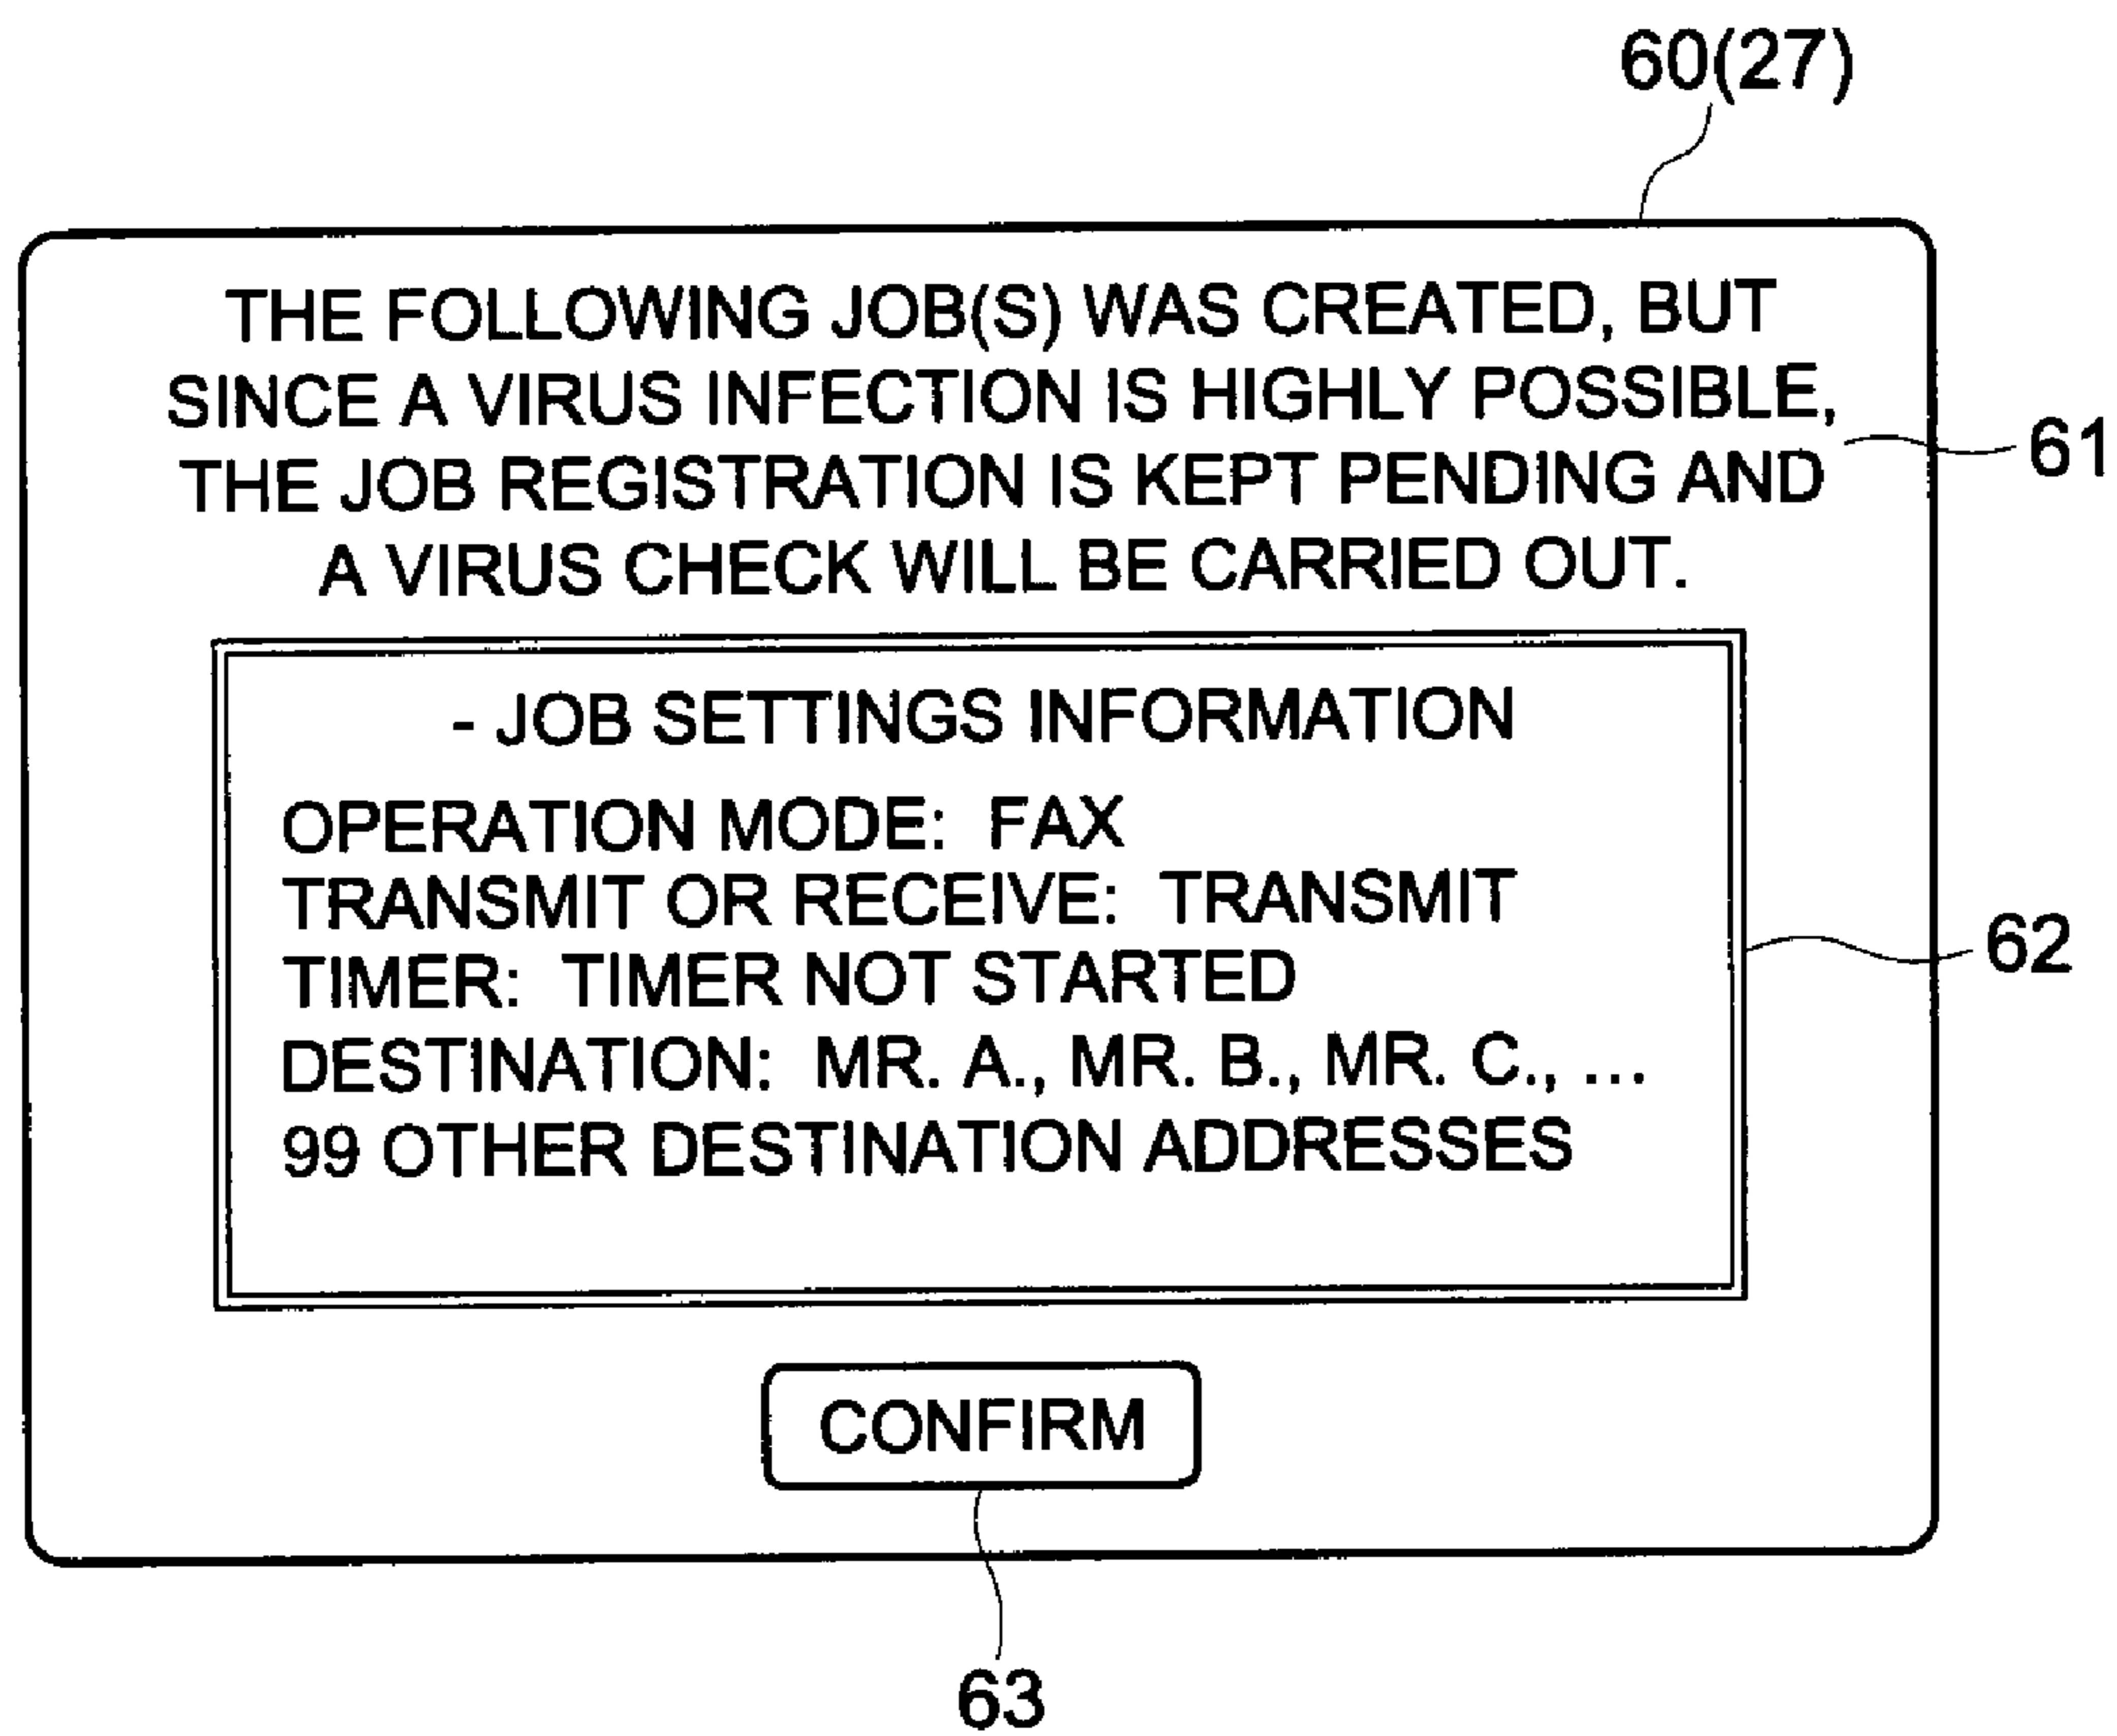 60(27)
THE FOLLOWING JOB(S) WAS CREATED, BUT
SINCE A VIRUS INFECTION IS HIGHLY POSSIBLE,
THE JOB REGISTRATION IS KEPT PENDING AND
A VIRUS CHECK WILL BE CARRIED OUT.
61
- JOB SETTINGS INFORMATION
OPERATION MODE: FAX
TRANSMIT OR RECEIVE: TRANSMIT
TIMER: TIMER NOT STARTED
DESTINATION: MR. A., MR. B., MR. C., ...
99 OTHER DESTINATION ADDRESSES
62
CONFIRM
63